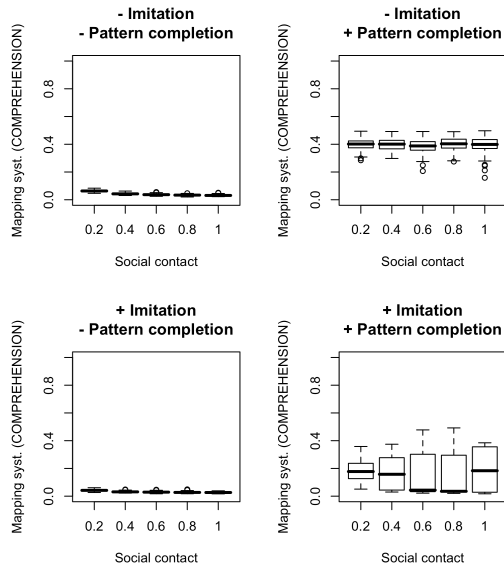 - Imitation
- Pattern completion
Mapping syst. (COMPREHENSION)
0.0 0.4 0.8
0.2 0.4 0.6 0.8 1
Social contact
- Imitation
+ Pattern completion
Mapping syst. (COMPREHENSION)
0.0 0.4 0.8
0.2 0.4 0.6 0.8 1
Social contact
+ Imitation
- Pattern completion
Mapping syst. (COMPREHENSION)
0.0 0.4 0.8
0.2 0.4 0.6 0.8 1
Social contact
+ Imitation
+ Pattern completion
Mapping syst. (COMPREHENSION)
0.0 0.4 0.8
0.2 0.4 0.6 0.8 1
Social contact